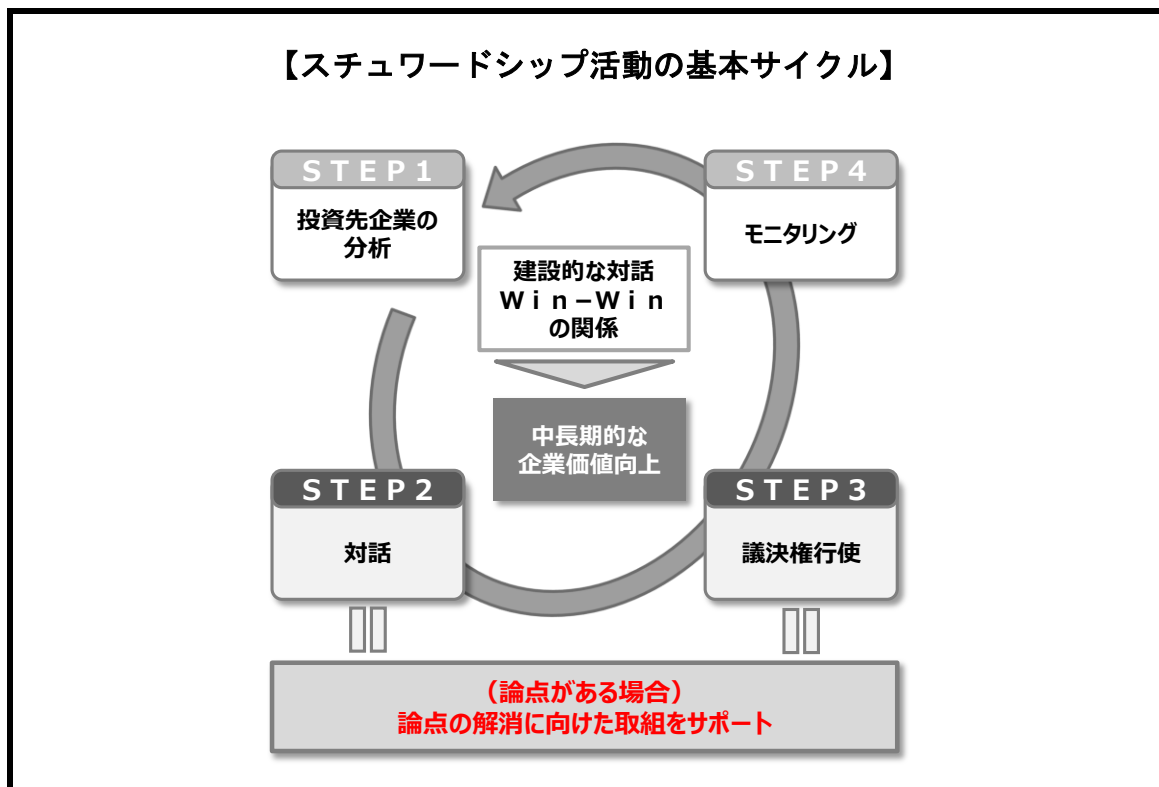 【スチュワードシップ活動の基本サイクル】
STEP1
投資先企業の
分析
STEP4
モニタリング
建設的な対話
Ｗｉｎ－Ｗｉｎ
の関係
中長期的な
企業価値向上
STEP2
対話
STEP3
議決権行使
（論点がある場合）
論点の解消に向けた取組をサポート